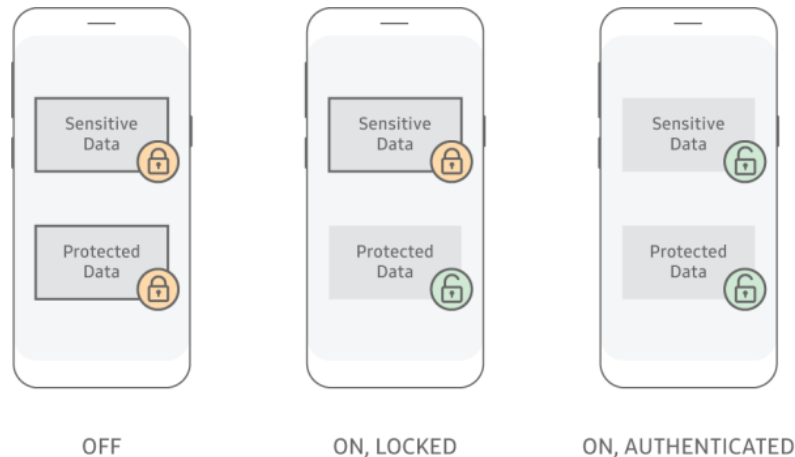 Sensitive
Data
Protected
Data
OFF
Sensitive
Data
Protected
Data
ON, LOCKED
Sensitive
Data
Protected
Data
ON, AUTHENTICATED